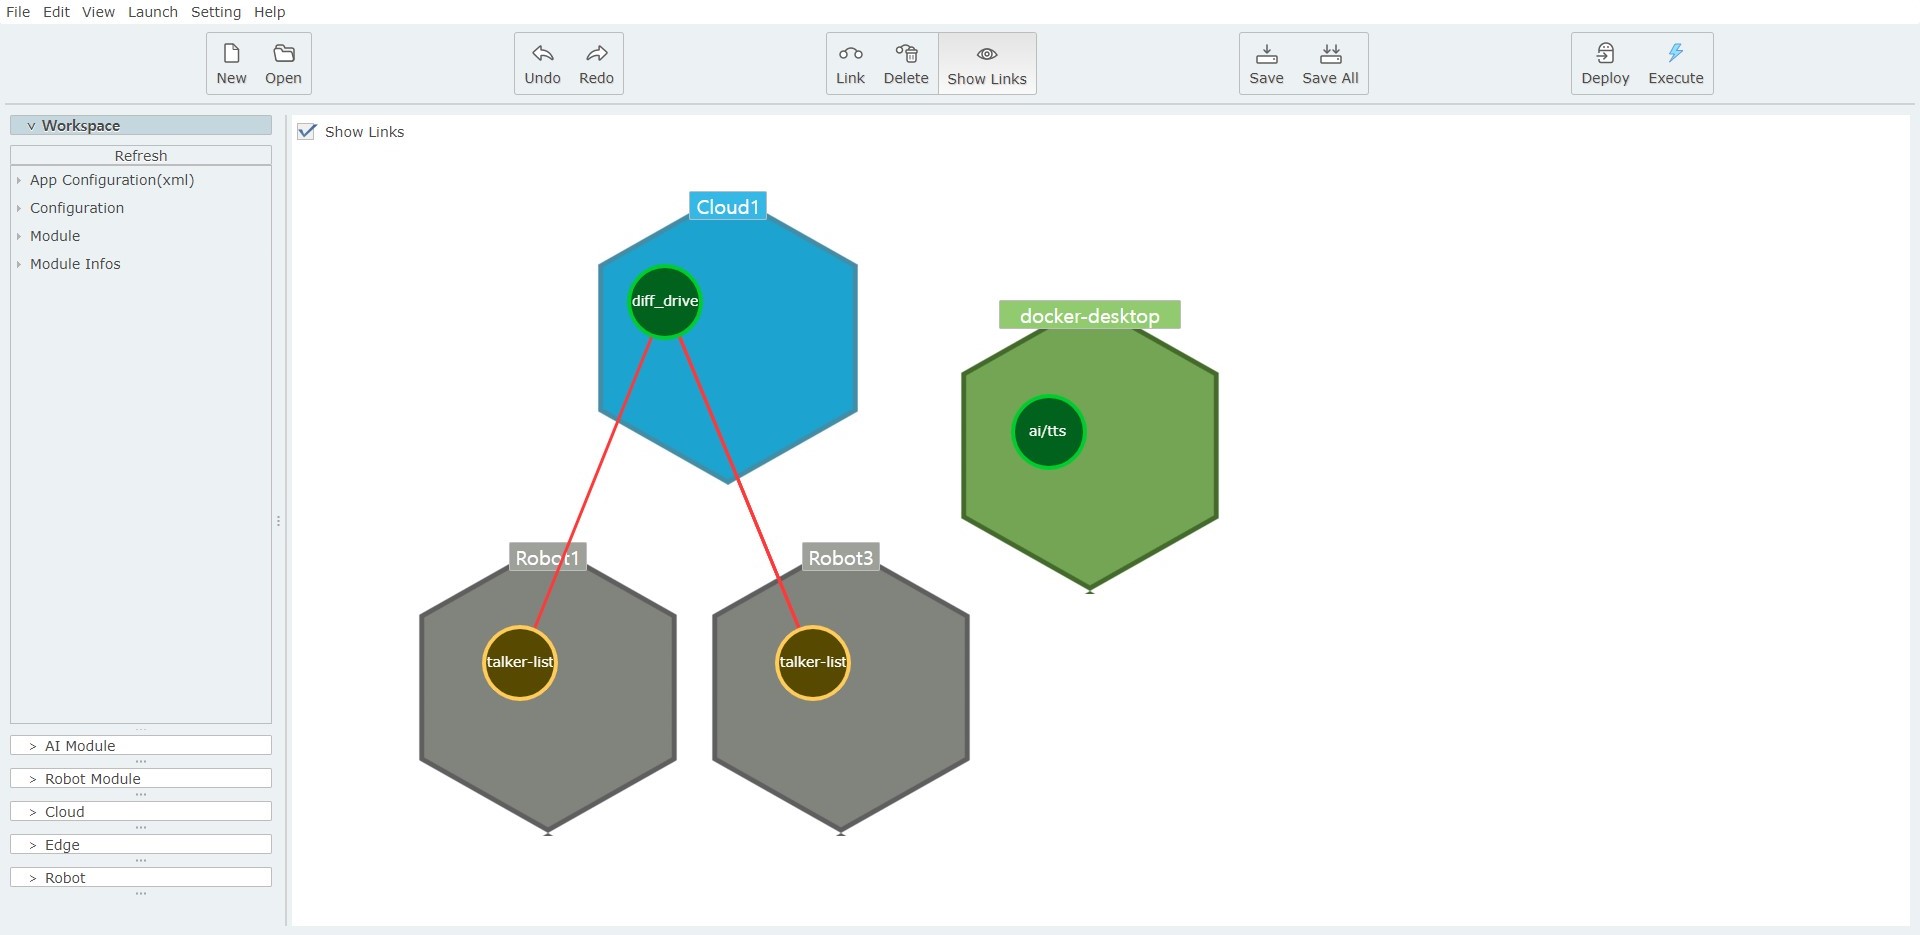 File Edit View Launch Setting Help
New Open Undo Redo Link Delete Show Links Save Save All Deploy Execute
v Workspace
Refresh
App Configuration(xml)
Configuration
Module
Module Infos
> AI Module
> Robot Module
> Cloud
> Edge
> Robot
Show Links
Cloud1
diff_drive
docker-desktop
ai/tts
Robot1
talker-list
Robot3
talker-list